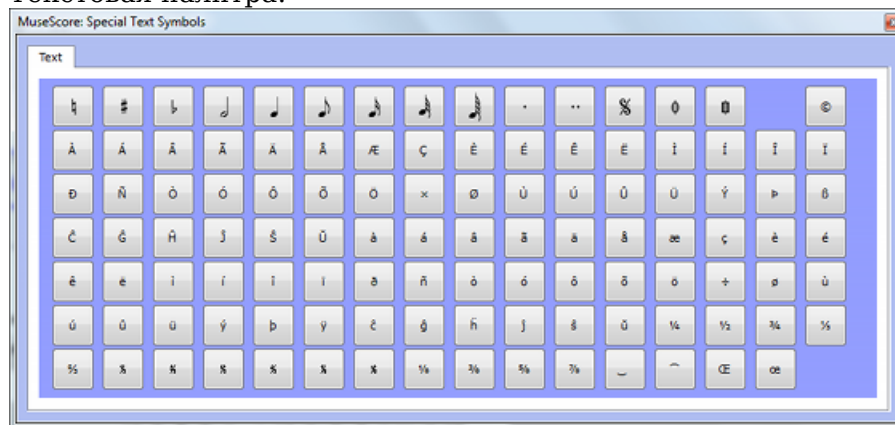 Текстовая палитра:
MuseScore: Special Text Symbols
Text
♮ ♯ ♭ 𝅗𝅥 ♩ ♪ 𝅘𝅥𝅯 𝅘𝅥𝅰 𝅘𝅥𝅱 . .. 𝄋 ©
À Á Â Ã Ä Å Æ Ç È É Ê Ë Ì Í Î Ï
Ð Ñ Ò Ó Ô Õ Ö × Ø Ù Ú Û Ü Ý Þ ß
Ĉ Ĝ Ĥ Ĵ Ŝ Ŭ à á â ã ä å æ ç è é
ê ë ì í î ï ð ñ ò ó ô õ ö ÷ ø ù
ú û ü ý þ ÿ ĉ ĝ ĥ ĵ ŝ ŭ ¼ ½ ¾ ⅓
⅔ ⅛ ⅜ ⅝ ⅞ ‿ ⁀ Œ œ